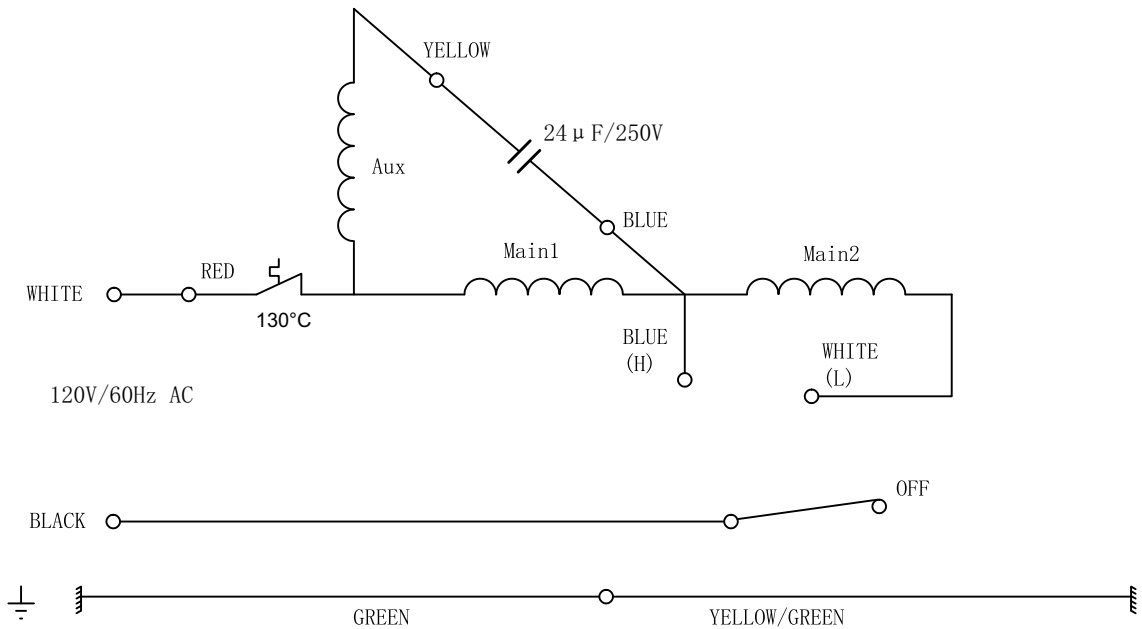 YELLOW
24μF/250V
Aux
BLUE
Main1
Main2
RED
WHITE
130°C
BLUE
(H)
WHITE
(L)
120V/60Hz AC
OFF
BLACK
GREEN
YELLOW/GREEN